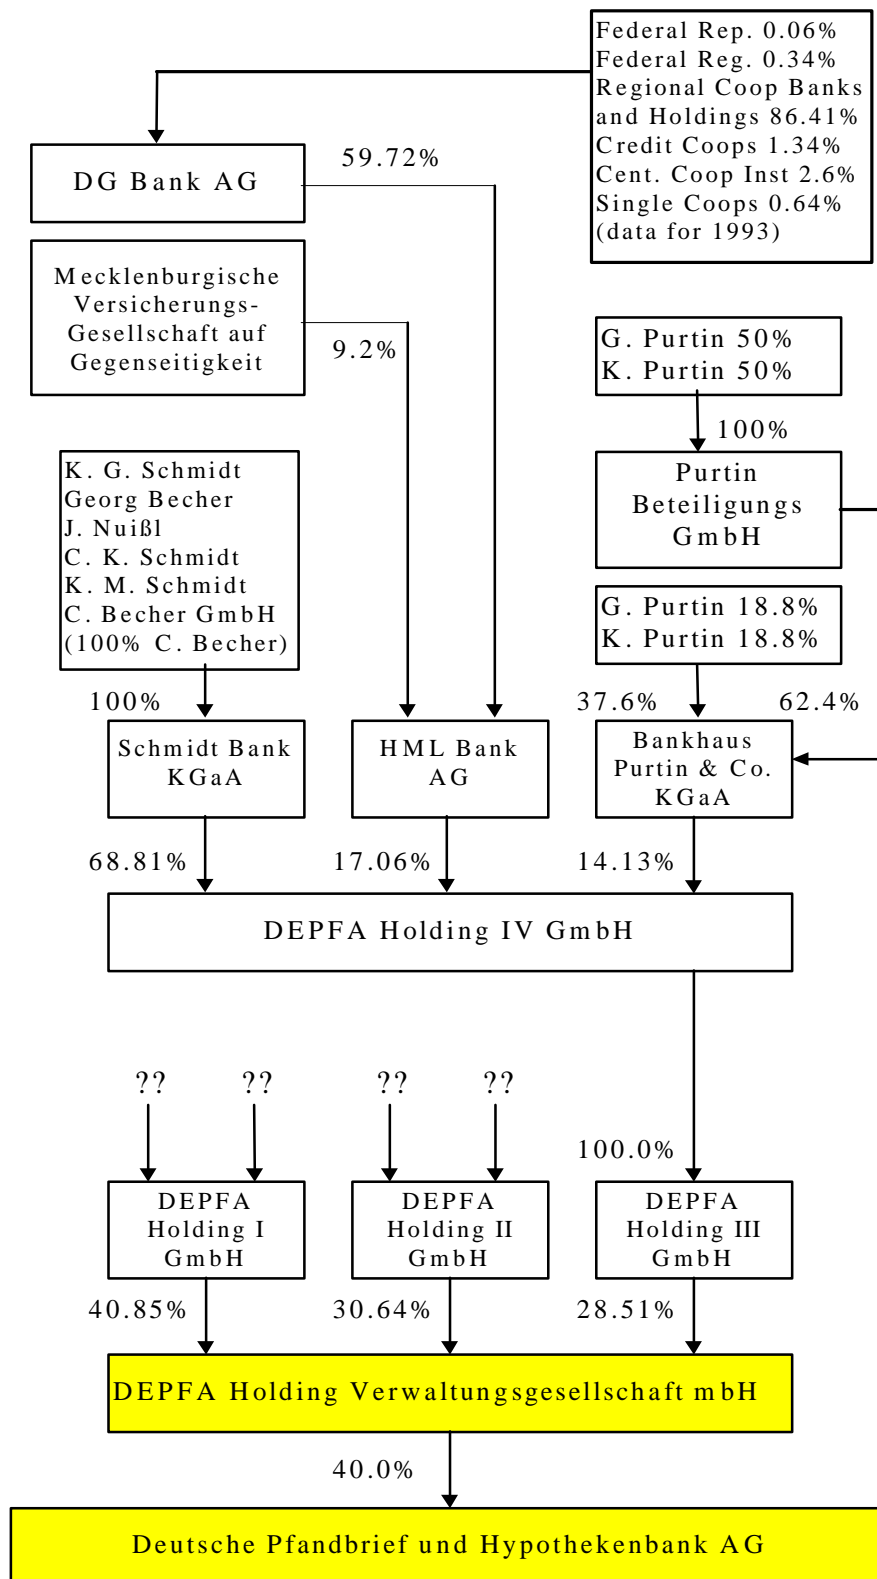 Federal Rep. 0.06%
Federal Reg. 0.34%
Regional Coop Banks
and Holdings 86.41%
Credit Coops 1.34%
Cent. Coop Inst 2.6%
Single Coops 0.64%
(data for 1993)
DG Bank AG
59.72%
Mecklenburgische
Versicherungs-
Gesellschaft auf
Gegenseitigkeit
9.2%
G. Purtin 50%
K. Purtin 50%
100%
Purtin
Beteiligungs
GmbH
K. G. Schmidt
Georg Becher
J. Nuißl
C. K. Schmidt
K. M. Schmidt
C. Becher GmbH
(100% C. Becher)
G. Purtin 18.8%
K. Purtin 18.8%
100%
37.6%
62.4%
Schmidt Bank
KGaA
HML Bank
AG
Bankhaus
Purtin & Co.
KGaA
68.81%
17.06%
14.13%
DEPFA Holding IV GmbH
??
??
??
??
100.0%
DEPFA
Holding I
GmbH
DEPFA
Holding II
GmbH
DEPFA
Holding III
GmbH
40.85%
30.64%
28.51%
DEPFA Holding Verwaltungsgesellschaft mbH
40.0%
Deutsche Pfandbrief und Hypothekenbank AG